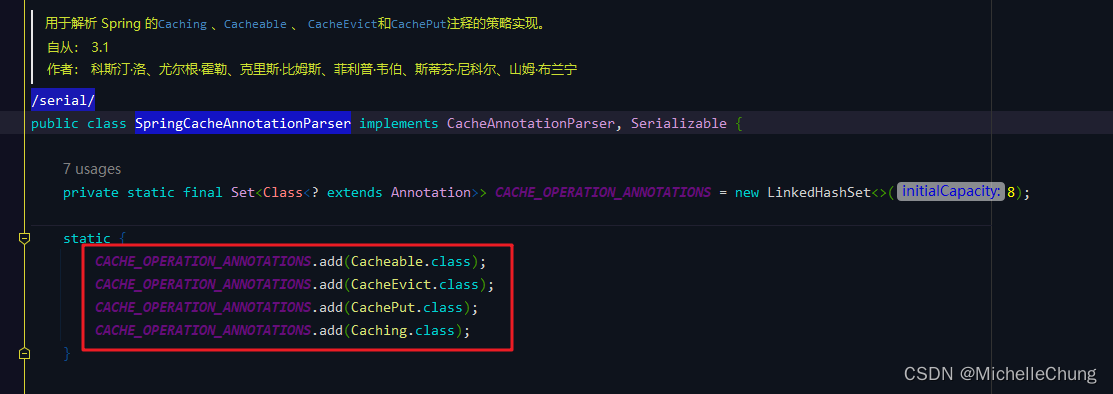 用于解析 Spring 的Caching 、Cacheable 、 CacheEvict和CachePut注释的策略实现。
自从： 3.1
作者： 科斯汀·洛、尤尔根·霍勒、克里斯·比姆斯、菲利普·韦伯、斯蒂芬·尼科尔、山姆·布兰宁
/serial/
public class SpringCacheAnnotationParser implements CacheAnnotationParser, Serializable {
7 usages
private static final Set<Class<? extends Annotation>> CACHE_OPERATION_ANNOTATIONS = new LinkedHashSet<>( initialCapacity: 8);
static {
CACHE_OPERATION_ANNOTATIONS.add(Cacheable.class);
CACHE_OPERATION_ANNOTATIONS.add(CacheEvict.class);
CACHE_OPERATION_ANNOTATIONS.add(CachePut.class);
CACHE_OPERATION_ANNOTATIONS.add(Caching.class);
}
CSDN @MichelleChung